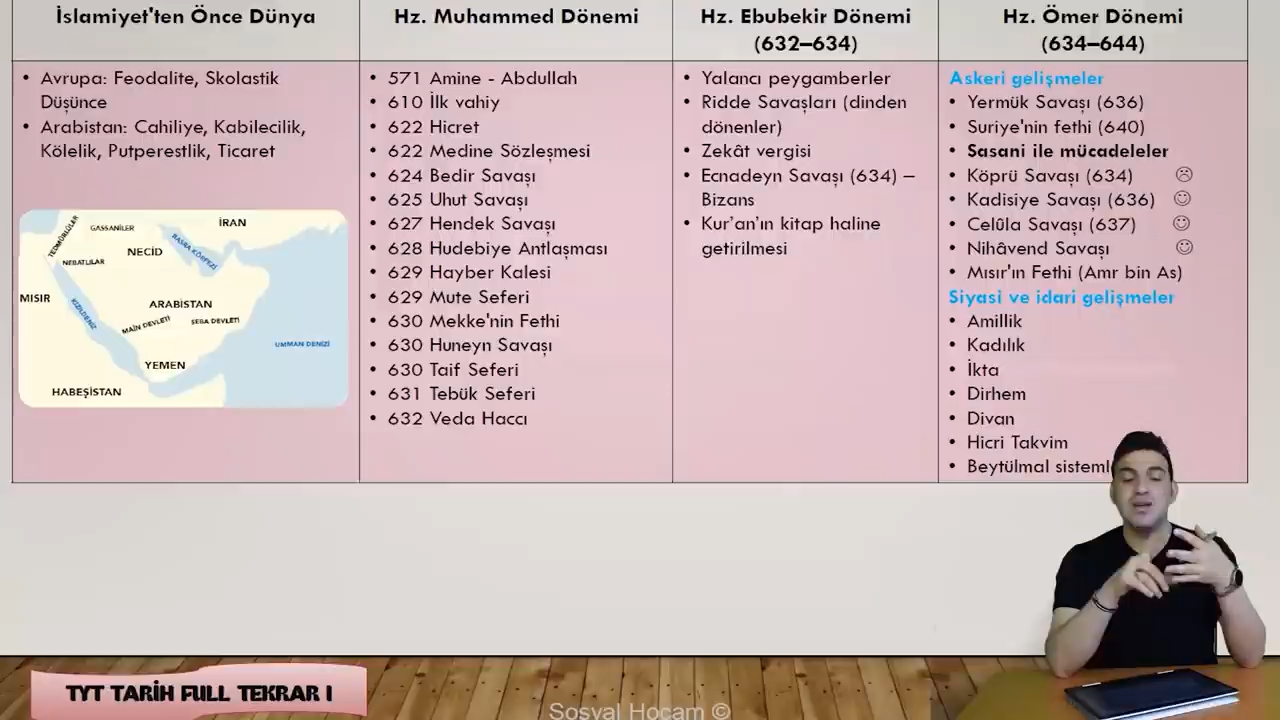 İslamiyet'ten Önce Dünya
• Avrupa: Feodalite, Skolastik
Düşünce
• Arabistan: Cahiliye, Kabilecilik,
Kölelik, Putperestlik, Ticaret
TEDMÜRLÜLER
GASSANİLER
İRAN
NECİD
BASRA KÖRFEZİ
NEBATLILAR
MISIR
KIZILDENİZ
ARABİSTAN
MAİN DEVLETİ
SEBA DEVLETİ
UMMAN DENİZİ
YEMEN
HABEŞİSTAN
Hz. Muhammed Dönemi
• 571 Amine - Abdullah
• 610 İlk vahiy
• 622 Hicret
• 622 Medine Sözleşmesi
• 624 Bedir Savaşı
• 625 Uhut Savaşı
• 627 Hendek Savaşı
• 628 Hudebiye Antlaşması
• 629 Hayber Kalesi
• 629 Mute Seferi
• 630 Mekke'nin Fethi
• 630 Huneyn Savaşı
• 630 Taif Seferi
• 631 Tebük Seferi
• 632 Veda Haccı
Hz. Ebubekir Dönemi
(632–634)
• Yalancı peygamberler
• Ridde Savaşları (dinden
dönenler)
• Zekât vergisi
• Ecnadeyn Savaşı (634) –
Bizans
• Kur'an'ın kitap haline
getirilmesi
Hz. Ömer Dönemi
(634–644)
Askeri gelişmeler
• Yermük Savaşı (636)
• Suriye'nin fethi (640)
• Sasani ile mücadeleler
• Köprü Savaşı (634) ☹
• Kadisiye Savaşı (636) ☺
• Celûla Savaşı (637) ☺
• Nihâvend Savaşı ☺
• Mısır'ın Fethi (Amr bin As)
Siyasi ve idari gelişmeler
• Amillik
• Kadılık
• İkta
• Dirhem
• Divan
• Hicri Takvim
• Beytülmal
TYT TARİH FULL TEKRAR I
Sosyal Hocam ©